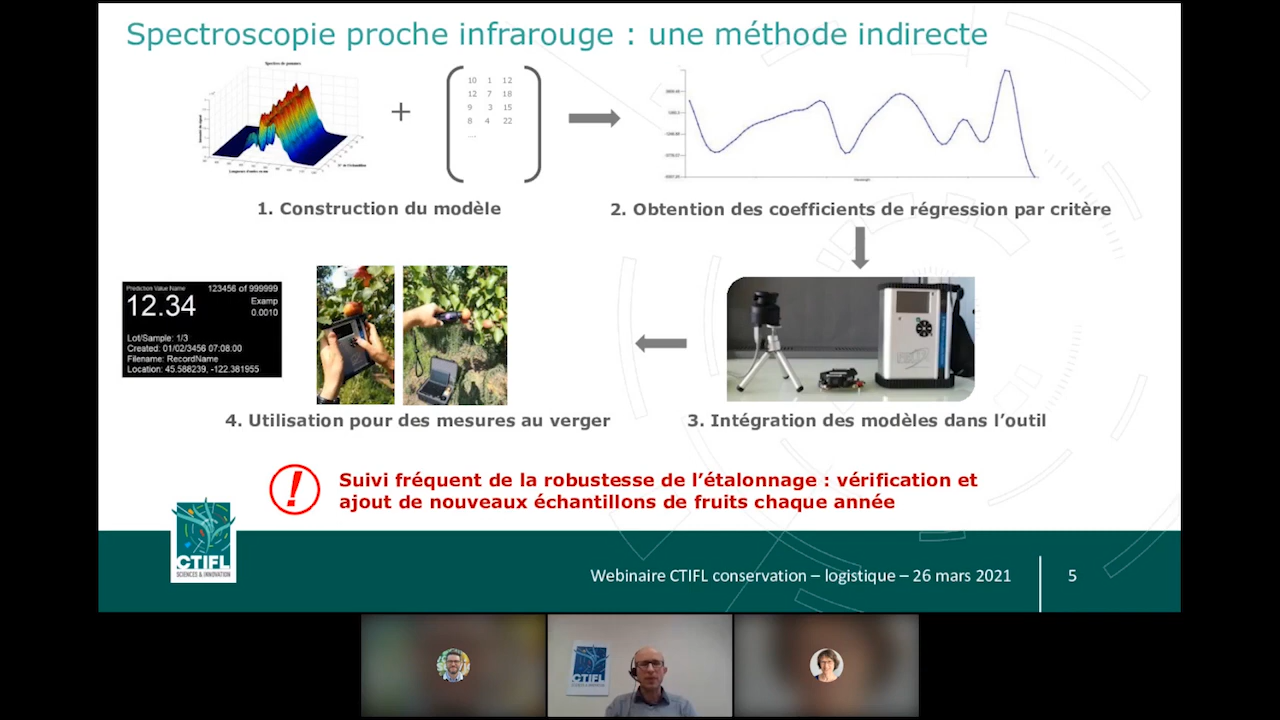 Spectroscopie proche infrarouge : une méthode indirecte
Spectres de pommes
+
10 1 12
12 7 18
9 3 15
8 4 22
...
1. Construction du modèle
2. Obtention des coefficients de régression par critère
Prediction Value Name
123456 of 999999
12.34
Examp
0.0010
Lot/Sample: 1/3
Created: 01/02/3456 07:08:00
Filename: RecordName
Location: 45.588239, -122.381955
4. Utilisation pour des mesures au verger
3. Intégration des modèles dans l’outil
!
Suivi fréquent de la robustesse de l’étalonnage : vérification et
ajout de nouveaux échantillons de fruits chaque année
CTIFL
SCIENCES & INNOVATION
Webinaire CTIFL conservation – logistique – 26 mars 2021
5
CTIFL